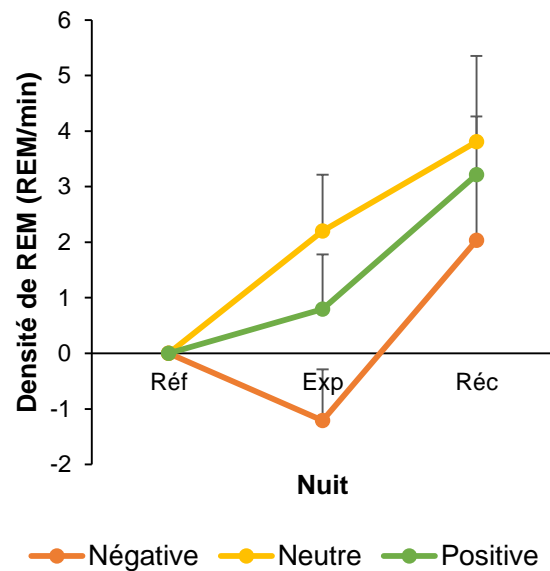 Densité de REM (REM/min)
6
5
4
3
2
1
0
-1
-2
Réf
Exp
Réc
Nuit
Négative
Neutre
Positive